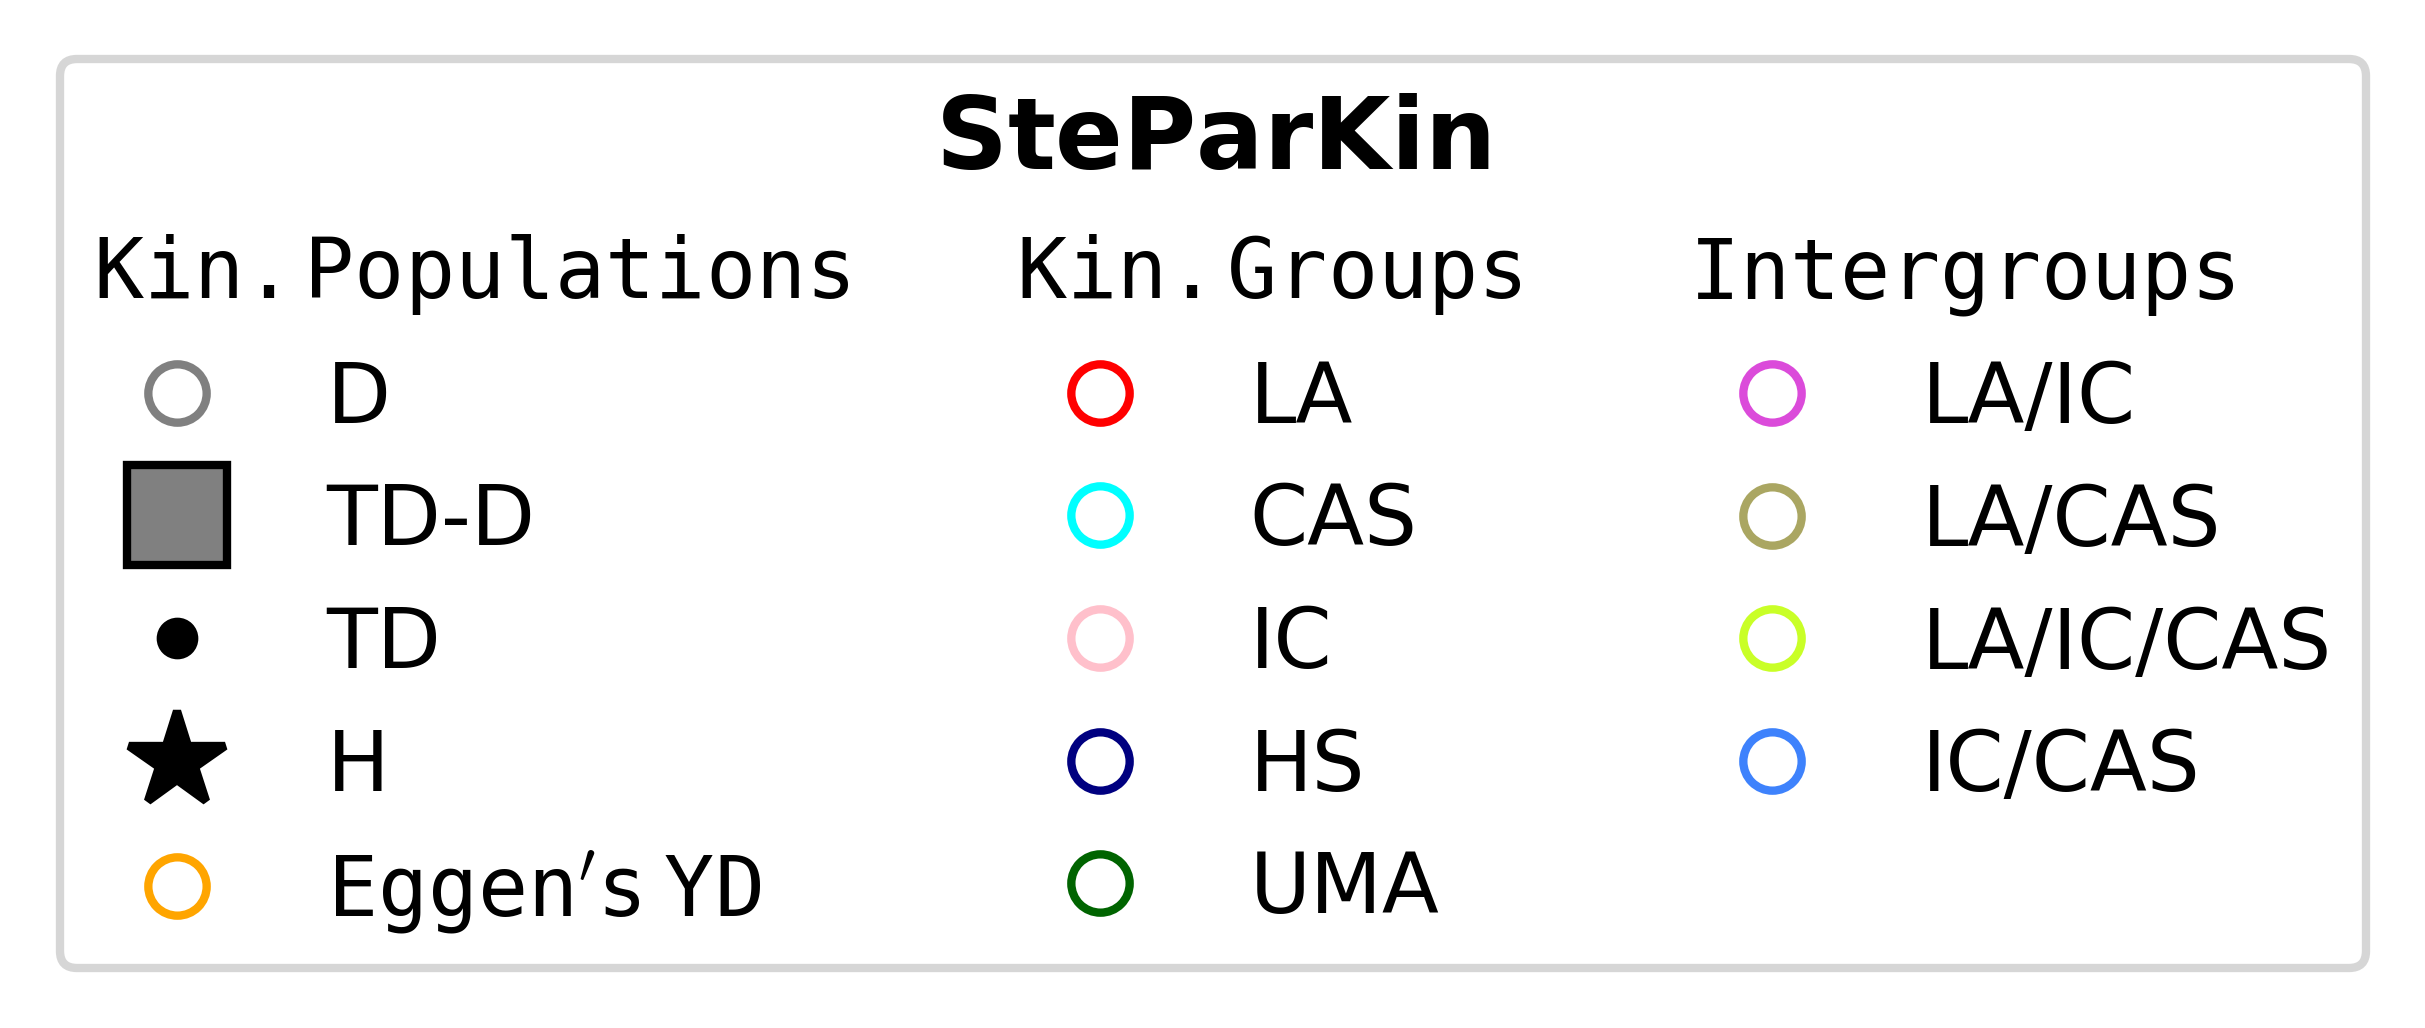 SteParKin
Kin. Populations
D
TD-D
TD
H
Eggen′s YD
Kin. Groups
LA
CAS
IC
HS
UMA
Intergroups
LA/IC
LA/CAS
LA/IC/CAS
IC/CAS